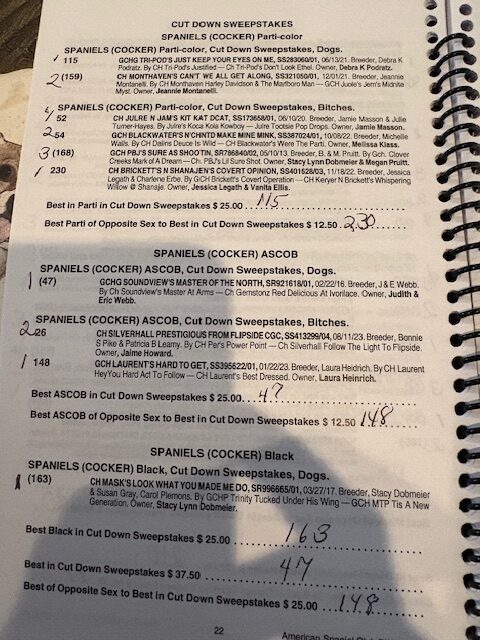 CUT DOWN SWEEPSTAKES
SPANIELS (COCKER) Parti-color
SPANIELS (COCKER) Parti-color, Cut Down Sweepstakes, Dogs.
1 115 GCHG TRI-POD'S JUST KEEP YOUR EYES ON ME, SS283060/01, 06/13/21. Breeder, Debra K
Podratz. By CH Tri-Pod's Justified — Ch Tri-Pod's Don't Look Ethel. Owner, Debra K Podratz.
2 (159) CH MONTHAVEN'S CAN'T WE ALL GET ALONG, SS321050/01, 12/01/21. Breeder, Jeannie
Montanelli. By CH Monthaven Harley Davidson & The Marlboro Man — GCH Juole's Jem's Midnite
Myst. Owner, Jeannie Montanelli.
SPANIELS (COCKER) Parti-color, Cut Down Sweepstakes, Bitches.
4 52 CH JULRE N JAM'S KIT KAT DCAT, SS173658/01, 06/10/20. Breeder, Jamie Masson & Julie
Turner-Hayes. By Julre's Koca Kola Kowboy — Julre Tootsie Pop Drops. Owner, Jamie Masson.
2 54 GCH BLACKWATER'N'CHNTD MAKE MINE MINK, SS387024/01, 10/08/22. Breeder, Michelle
Walls. By CH Dalins Deuce Is Wild — CH Blackwater's Were The Parti. Owner, Melissa Klass.
3 (168) GCH PBJ'S SURE AS SHOOTIN, SR786840/02, 05/10/13. Breeder, B. & M. Pruitt. By Gch. Clover
Creeks Mark of A Dream — Ch. PBJ's Lil Sure Shot. Owner, Stacy Lynn Dobmeier & Megan Pruitt.
1 230 CH BRICKETT'S N SHANAJEN'S COVERT OPINION, SS401628/03, 11/18/22. Breeder, Jessica
Legath & Charlene Erbe. By GCH Brickett's Covert Operation — CH Keryer N Brickett's Whispering
Willow @ Shanaje. Owner, Jessica Legath & Vanita Ellis.
Best in Parti in Cut Down Sweepstakes $ 25.00 .... 115 ..........
Best Parti of Opposite Sex to Best in Cut Down Sweepstakes $ 12.50 . 230 ......
SPANIELS (COCKER) ASCOB
SPANIELS (COCKER) ASCOB, Cut Down Sweepstakes, Dogs.
1 (47) GCHG SOUNDVIEW'S MASTER OF THE NORTH, SR921618/01, 02/22/16. Breeder, J & E Webb.
By Ch Soundview's Master At Arms — Ch Gemstonz Red Delicious At Ivorilace. Owner, Judith &
Eric Webb.
SPANIELS (COCKER) ASCOB, Cut Down Sweepstakes, Bitches.
2 26 CH SILVERHALL PRESTIGIOUS FROM FLIPSIDE CGC, SS413299/04, 08/11/23. Breeder, Bonnie
S Pike & Patricia B Leamy. By CH Per's Power Point — Ch Silverhall Follow The Light To Flipside.
Owner, Jaime Howard.
1 148 GCH LAURENT'S HARD TO GET, SS395622/01, 01/22/23. Breeder, Laura Heidrich. By CH Laurent
HeyYou Hard Act To Follow — CH Laurent's Best Dressed. Owner, Laura Heinrich.
Best ASCOB in Cut Down Sweepstakes $ 25.00.... 47 ..........
Best ASCOB of Opposite Sex to Best in Cut Down Sweepstakes $ 12.50 148 ....
SPANIELS (COCKER) Black
SPANIELS (COCKER) Black, Cut Down Sweepstakes, Dogs.
1 (163) CH MASK'S LOOK WHAT YOU MADE ME DO, SR996665/01, 03/27/17. Breeder, Stacy Dobmeier
& Susan Gray, Carol Plemons. By GCHP Trinity Tucked Under His Wing — GCH MTP Tis A New
Generation. Owner, Stacy Lynn Dobmeier.
Best Black in Cut Down Sweepstakes $ 25.00 ........ 163 ..........
Best in Cut Down Sweepstakes $ 37.50 ........... 47 ..........
Best of Opposite Sex to Best in Cut Down Sweepstakes $ 25.00 .... 148 .....
22
American Spaniel